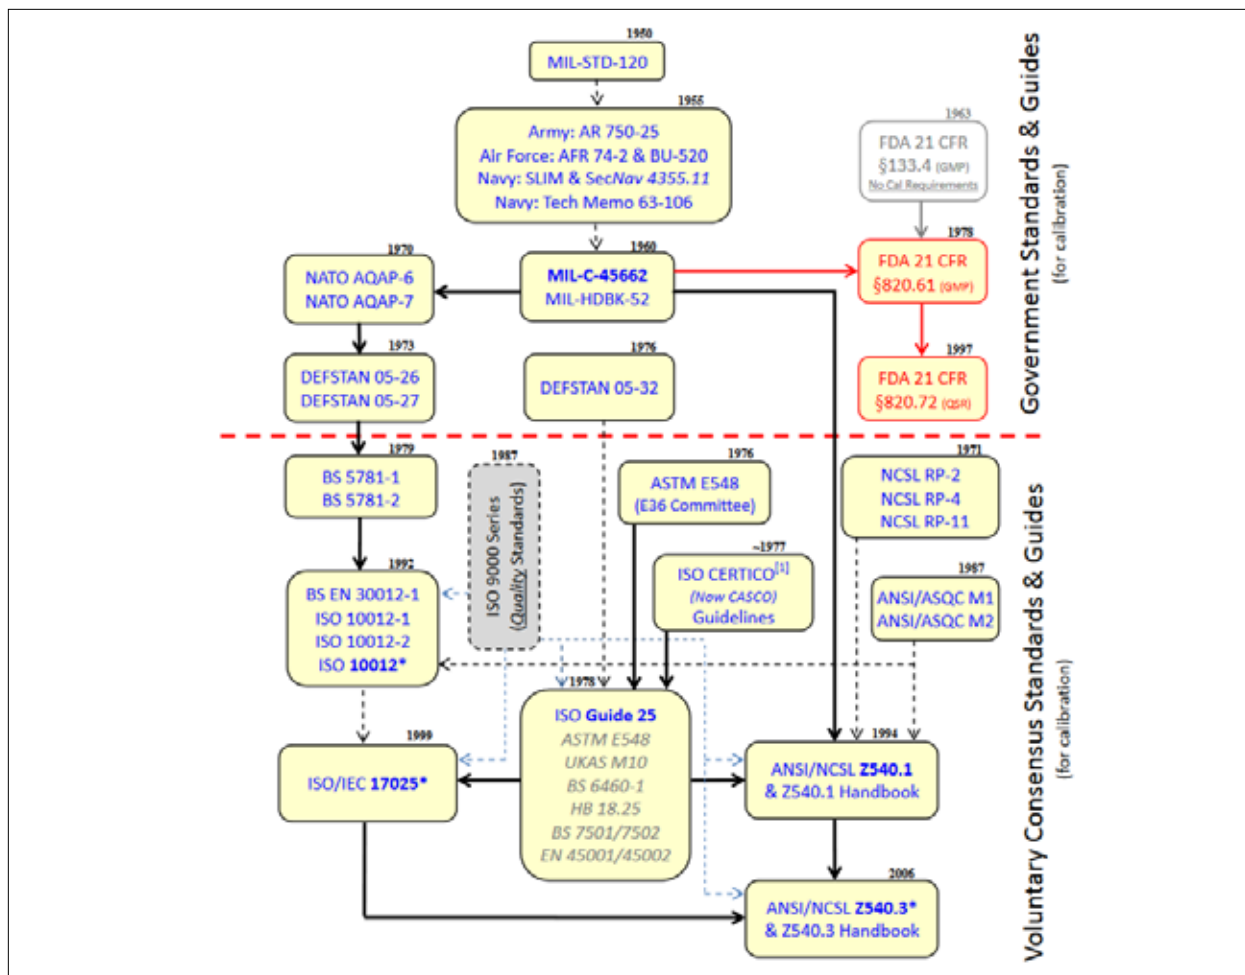 1950
MIL-STD-120
1955
Army: AR 750-25
Air Force: AFR 74-2 & BU-520
Navy: SLIM & SecNav 4355.11
Navy: Tech Memo 63-106
1963
FDA 21 CFR
§133.4 (GMP)
No Cal Requirements
1960
MIL-C-45662
MIL-HDBK-52
1970
NATO AQAP-6
NATO AQAP-7
1978
FDA 21 CFR
§820.61 (GMP)
1973
DEFSTAN 05-26
DEFSTAN 05-27
1976
DEFSTAN 05-32
1997
FDA 21 CFR
§820.72 (QSR)
Government Standards & Guides
(for calibration)
1979
BS 5781-1
BS 5781-2
1987
ISO 9000 Series
(Quality Standards)
1976
ASTM E548
(E36 Committee)
1971
NCSL RP-2
NCSL RP-4
NCSL RP-11
~1977
ISO CERTICO[1]
(Now CASCO)
Guidelines
1987
ANSI/ASQC M1
ANSI/ASQC M2
1992
BS EN 30012-1
ISO 10012-1
ISO 10012-2
ISO 10012*
1978
ISO Guide 25
ASTM E548
UKAS M10
BS 6460-1
HB 18.25
BS 7501/7502
EN 45001/45002
1999
ISO/IEC 17025*
1994
ANSI/NCSL Z540.1
& Z540.1 Handbook
2006
ANSI/NCSL Z540.3*
& Z540.3 Handbook
Voluntary Consensus Standards & Guides
(for calibration)